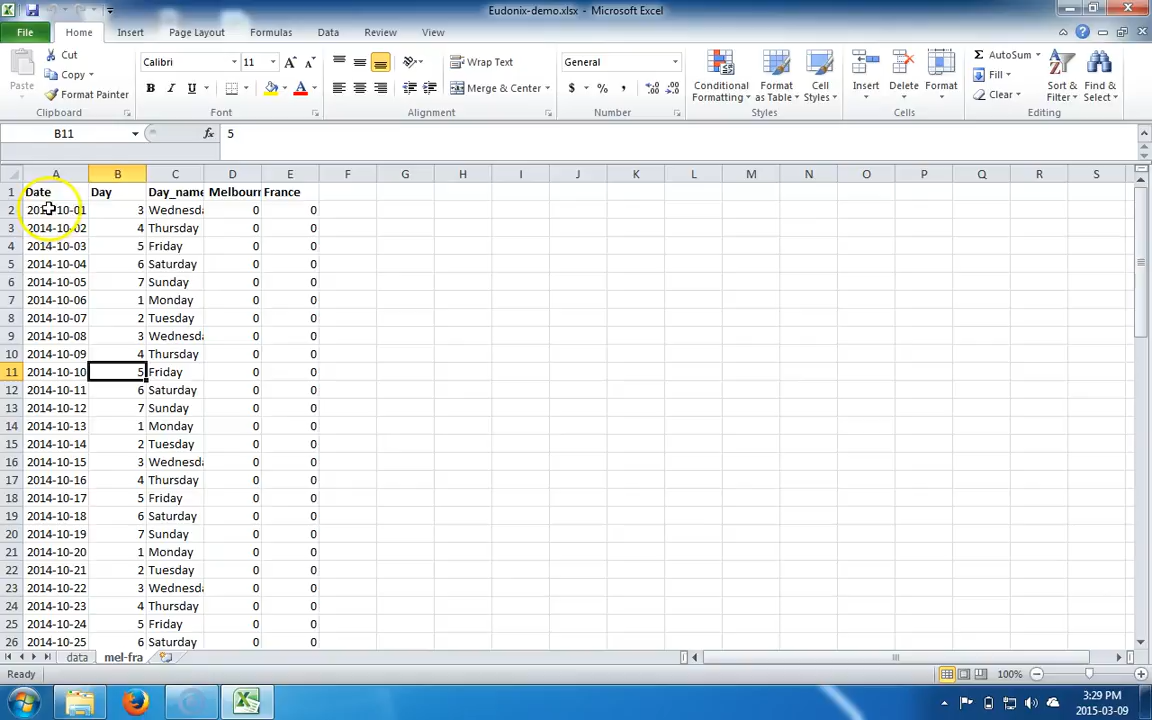 Eudonix-demo.xlsx - Microsoft Excel
File Home Insert Page Layout Formulas Data Review View
Cut
Copy
Format Painter
Paste
Clipboard
Calibri 11
B I U
Font
Wrap Text
Merge & Center
Alignment
General
$ % ,
Number
Conditional Formatting
Format as Table
Cell Styles
Styles
Insert Delete Format
Cells
AutoSum
Fill
Clear
Sort & Filter
Find & Select
Editing
B11 fx 5
A B C D E F G H I J K L M N O P Q R S
1 Date Day Day_name Melbourn France
2 2014-10-01 3 Wednesda 0 0
3 2014-10-02 4 Thursday 0 0
4 2014-10-03 5 Friday 0 0
5 2014-10-04 6 Saturday 0 0
6 2014-10-05 7 Sunday 0 0
7 2014-10-06 1 Monday 0 0
8 2014-10-07 2 Tuesday 0 0
9 2014-10-08 3 Wednesda 0 0
10 2014-10-09 4 Thursday 0 0
11 2014-10-10 5 Friday 0 0
12 2014-10-11 6 Saturday 0 0
13 2014-10-12 7 Sunday 0 0
14 2014-10-13 1 Monday 0 0
15 2014-10-14 2 Tuesday 0 0
16 2014-10-15 3 Wednesda 0 0
17 2014-10-16 4 Thursday 0 0
18 2014-10-17 5 Friday 0 0
19 2014-10-18 6 Saturday 0 0
20 2014-10-19 7 Sunday 0 0
21 2014-10-20 1 Monday 0 0
22 2014-10-21 2 Tuesday 0 0
23 2014-10-22 3 Wednesda 0 0
24 2014-10-23 4 Thursday 0 0
25 2014-10-24 5 Friday 0 0
26 2014-10-25 6 Saturday 0 0
data mel-fra
Ready 100%
3:29 PM
2015-03-09